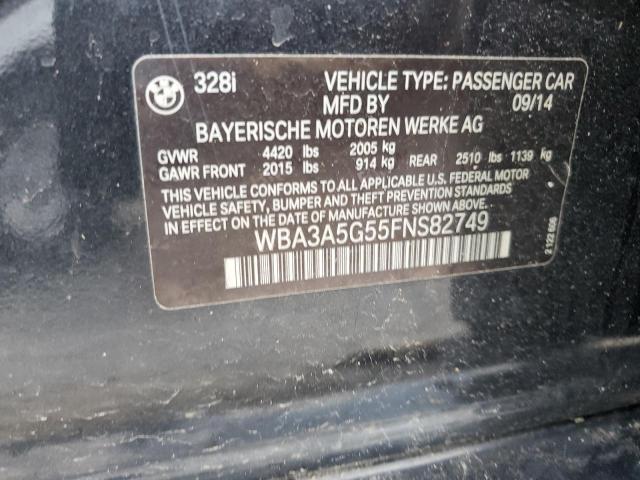 328i VEHICLE TYPE: PASSENGER CAR
MFD BY 09/14
BAYERISCHE MOTOREN WERKE AG
GVWR 4420 lbs 2005 kg
GAWR FRONT 2015 lbs 914 kg REAR 2510 lbs 1139 kg
THIS VEHICLE CONFORMS TO ALL APPLICABLE U.S. FEDERAL MOTOR
VEHICLE SAFETY, BUMPER AND THEFT PREVENTION STANDARDS
IN EFFECT ON THE DATE OF MANUFACTURE SHOWN ABOVE.
WBA3A5G55FNS82749